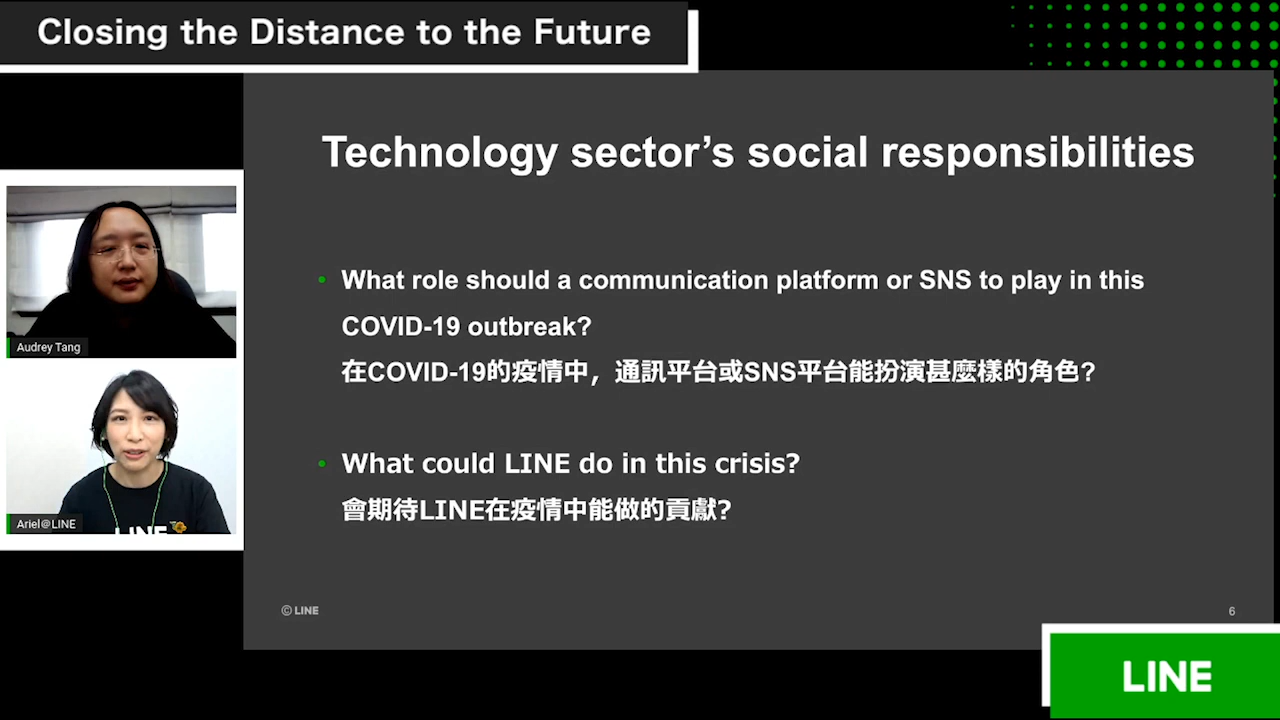 Closing the Distance to the Future
Technology sector's social responsibilities
Audrey Tang
Ariel@LINE
LINE
• What role should a communication platform or SNS to play in this
COVID-19 outbreak?
在COVID-19的疫情中，通訊平台或SNS平台能扮演甚麼樣的角色?
• What could LINE do in this crisis?
會期待LINE在疫情中能做的貢獻?
© LINE
6
LINE